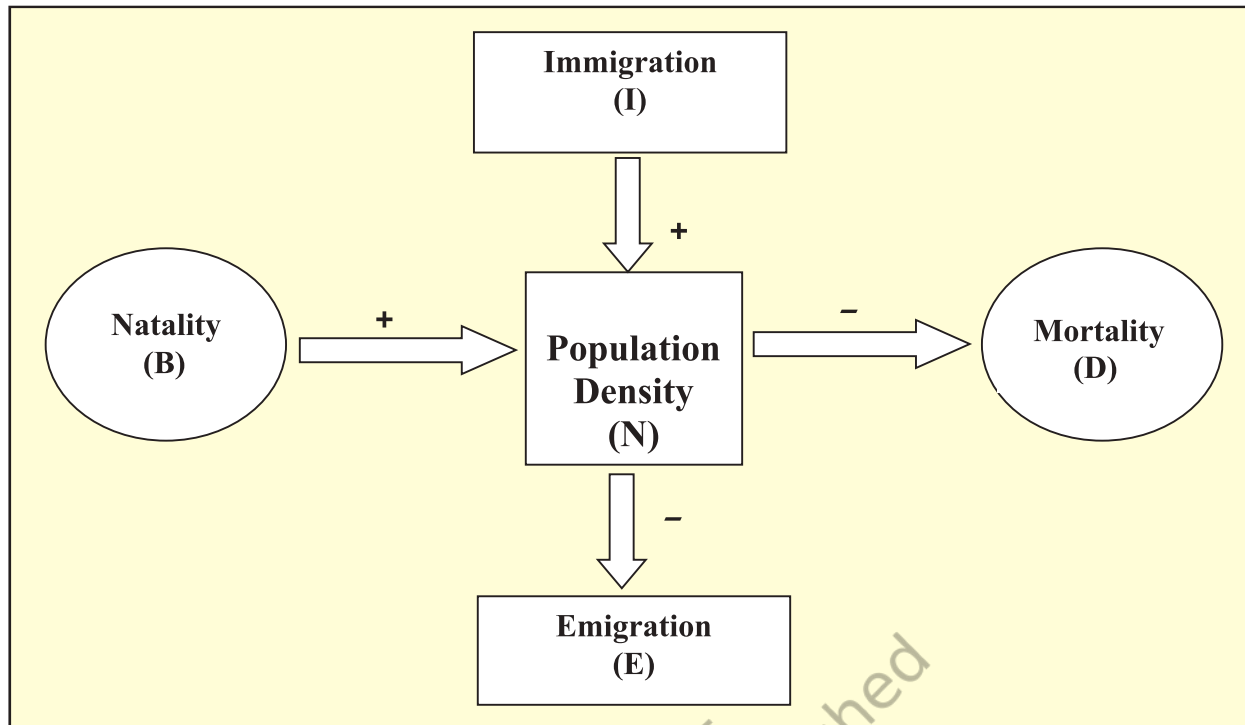 Immigration
(I)
+
Natality
(B)
+
Population
Density
(N)
–
Mortality
(D)
–
Emigration
(E)